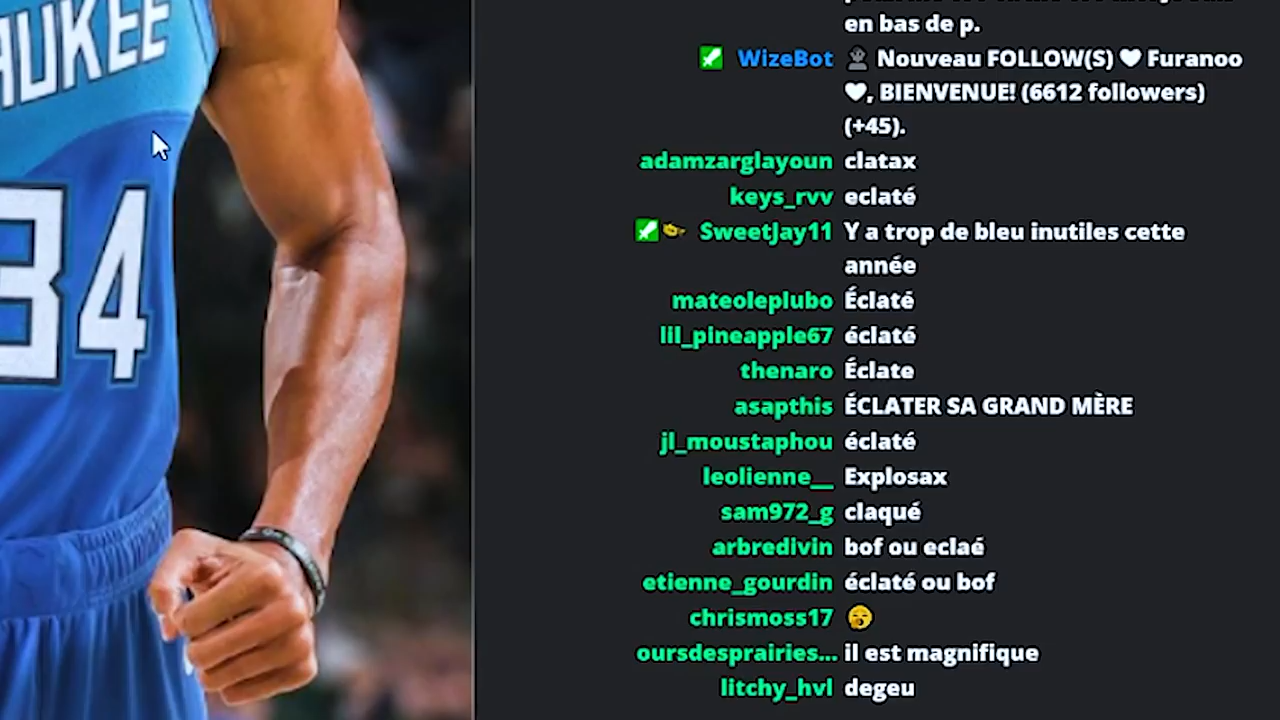 34
en bas de p.
WizeBot Nouveau FOLLOW(S) ♥ Furanoo
♥, BIENVENUE! (6612 followers)
(+45).
adamzarglayoun clatax
keys_rvv eclaté
SweetJay11 Y a trop de bleu inutiles cette
année
mateoleplubo Éclaté
lil_pineapple67 éclaté
thenaro Éclate
asapthis ÉCLATER SA GRAND MÈRE
jl_moustaphou éclaté
leolienne__ Explosax
sam972_g claqué
arbredivin bof ou eclaé
etienne_gourdin éclaté ou bof
chrismoss17 🥱
oursdesprairies... il est magnifique
litchy_hvl degeu